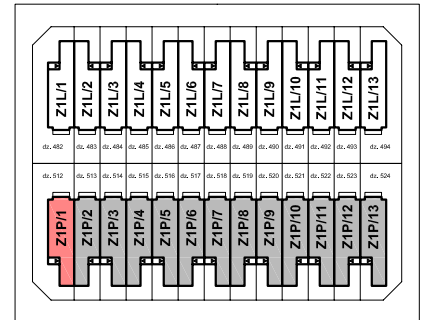 Z1L/1 Z1L/2 Z1L/3 Z1L/4 Z1L/5 Z1L/6 Z1L/7 Z1L/8 Z1L/9 Z1L/10 Z1L/11 Z1L/12 Z1L/13
dz. 482 dz. 483 dz. 484 dz. 485 dz. 486 dz. 487 dz. 488 dz. 489 dz. 490 dz. 491 dz. 492 dz. 493 dz. 494
dz. 512 dz. 513 dz. 514 dz. 515 dz. 516 dz. 517 dz. 518 dz. 519 dz. 520 dz. 521 dz. 522 dz. 523 dz. 524
Z1P/1 Z1P/2 Z1P/3 Z1P/4 Z1P/5 Z1P/6 Z1P/7 Z1P/8 Z1P/9 Z1P/10 Z1P/11 Z1P/12 Z1P/13